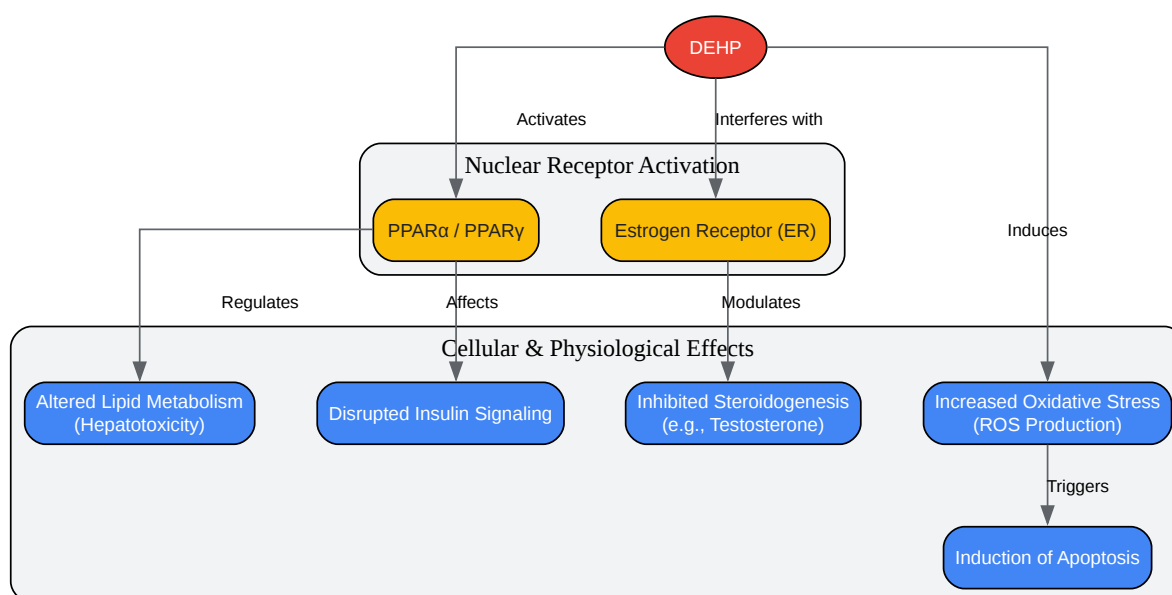 DEHP
Activates
Interferes with
Nuclear Receptor Activation
PPARα / PPARγ
Estrogen Receptor (ER)
Induces
Regulates
Affects
Modulates
Cellular & Physiological Effects
Altered Lipid Metabolism
(Hepatotoxicity)
Disrupted Insulin Signaling
Inhibited Steroidogenesis
(e.g., Testosterone)
Increased Oxidative Stress
(ROS Production)
Triggers
Induction of Apoptosis